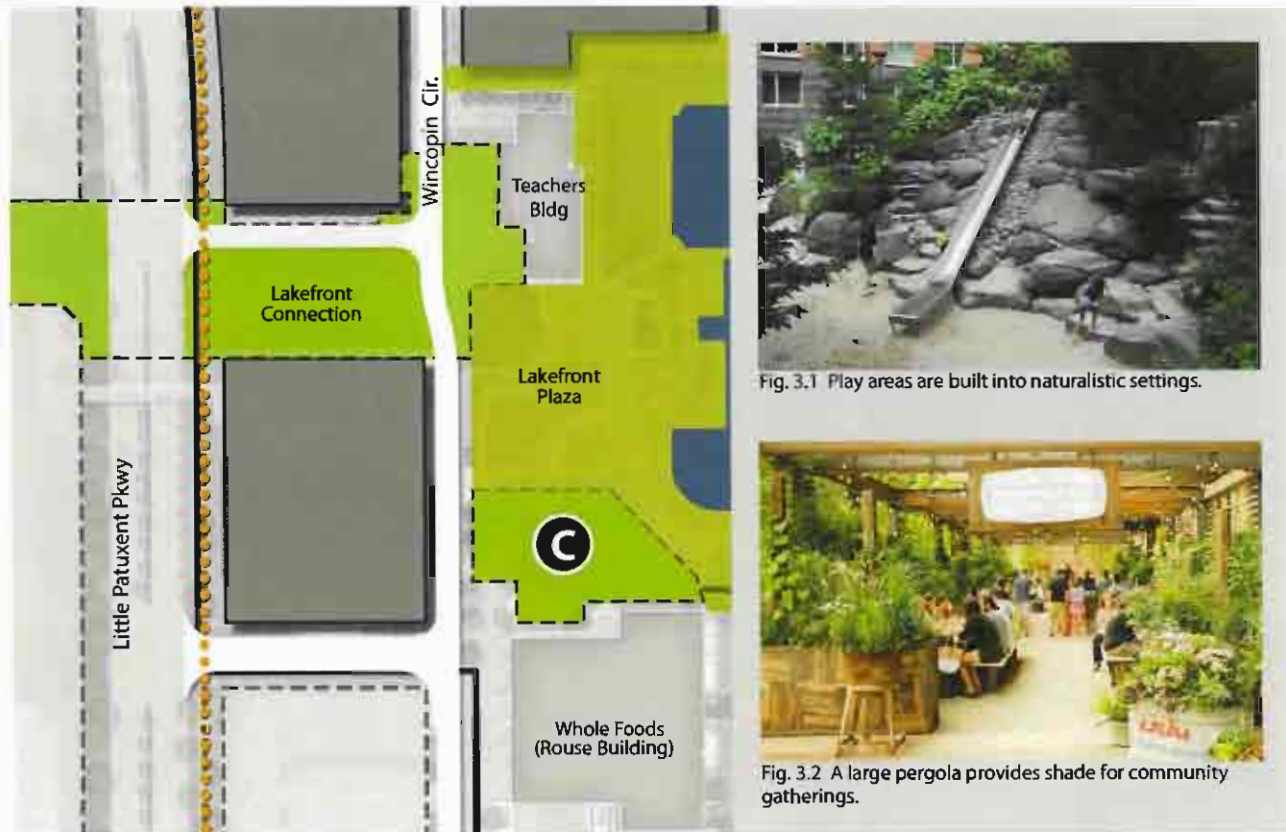 Wincopin Cir.
Teachers
Bldg
Lakefront
Connection
Lakefront
Plaza
Little Patuxent Pkwy
C
Whole Foods
(Rouse Building)
Fig. 3.1 Play areas are built into naturalistic settings.
Fig. 3.2 A large pergola provides shade for community
gatherings.